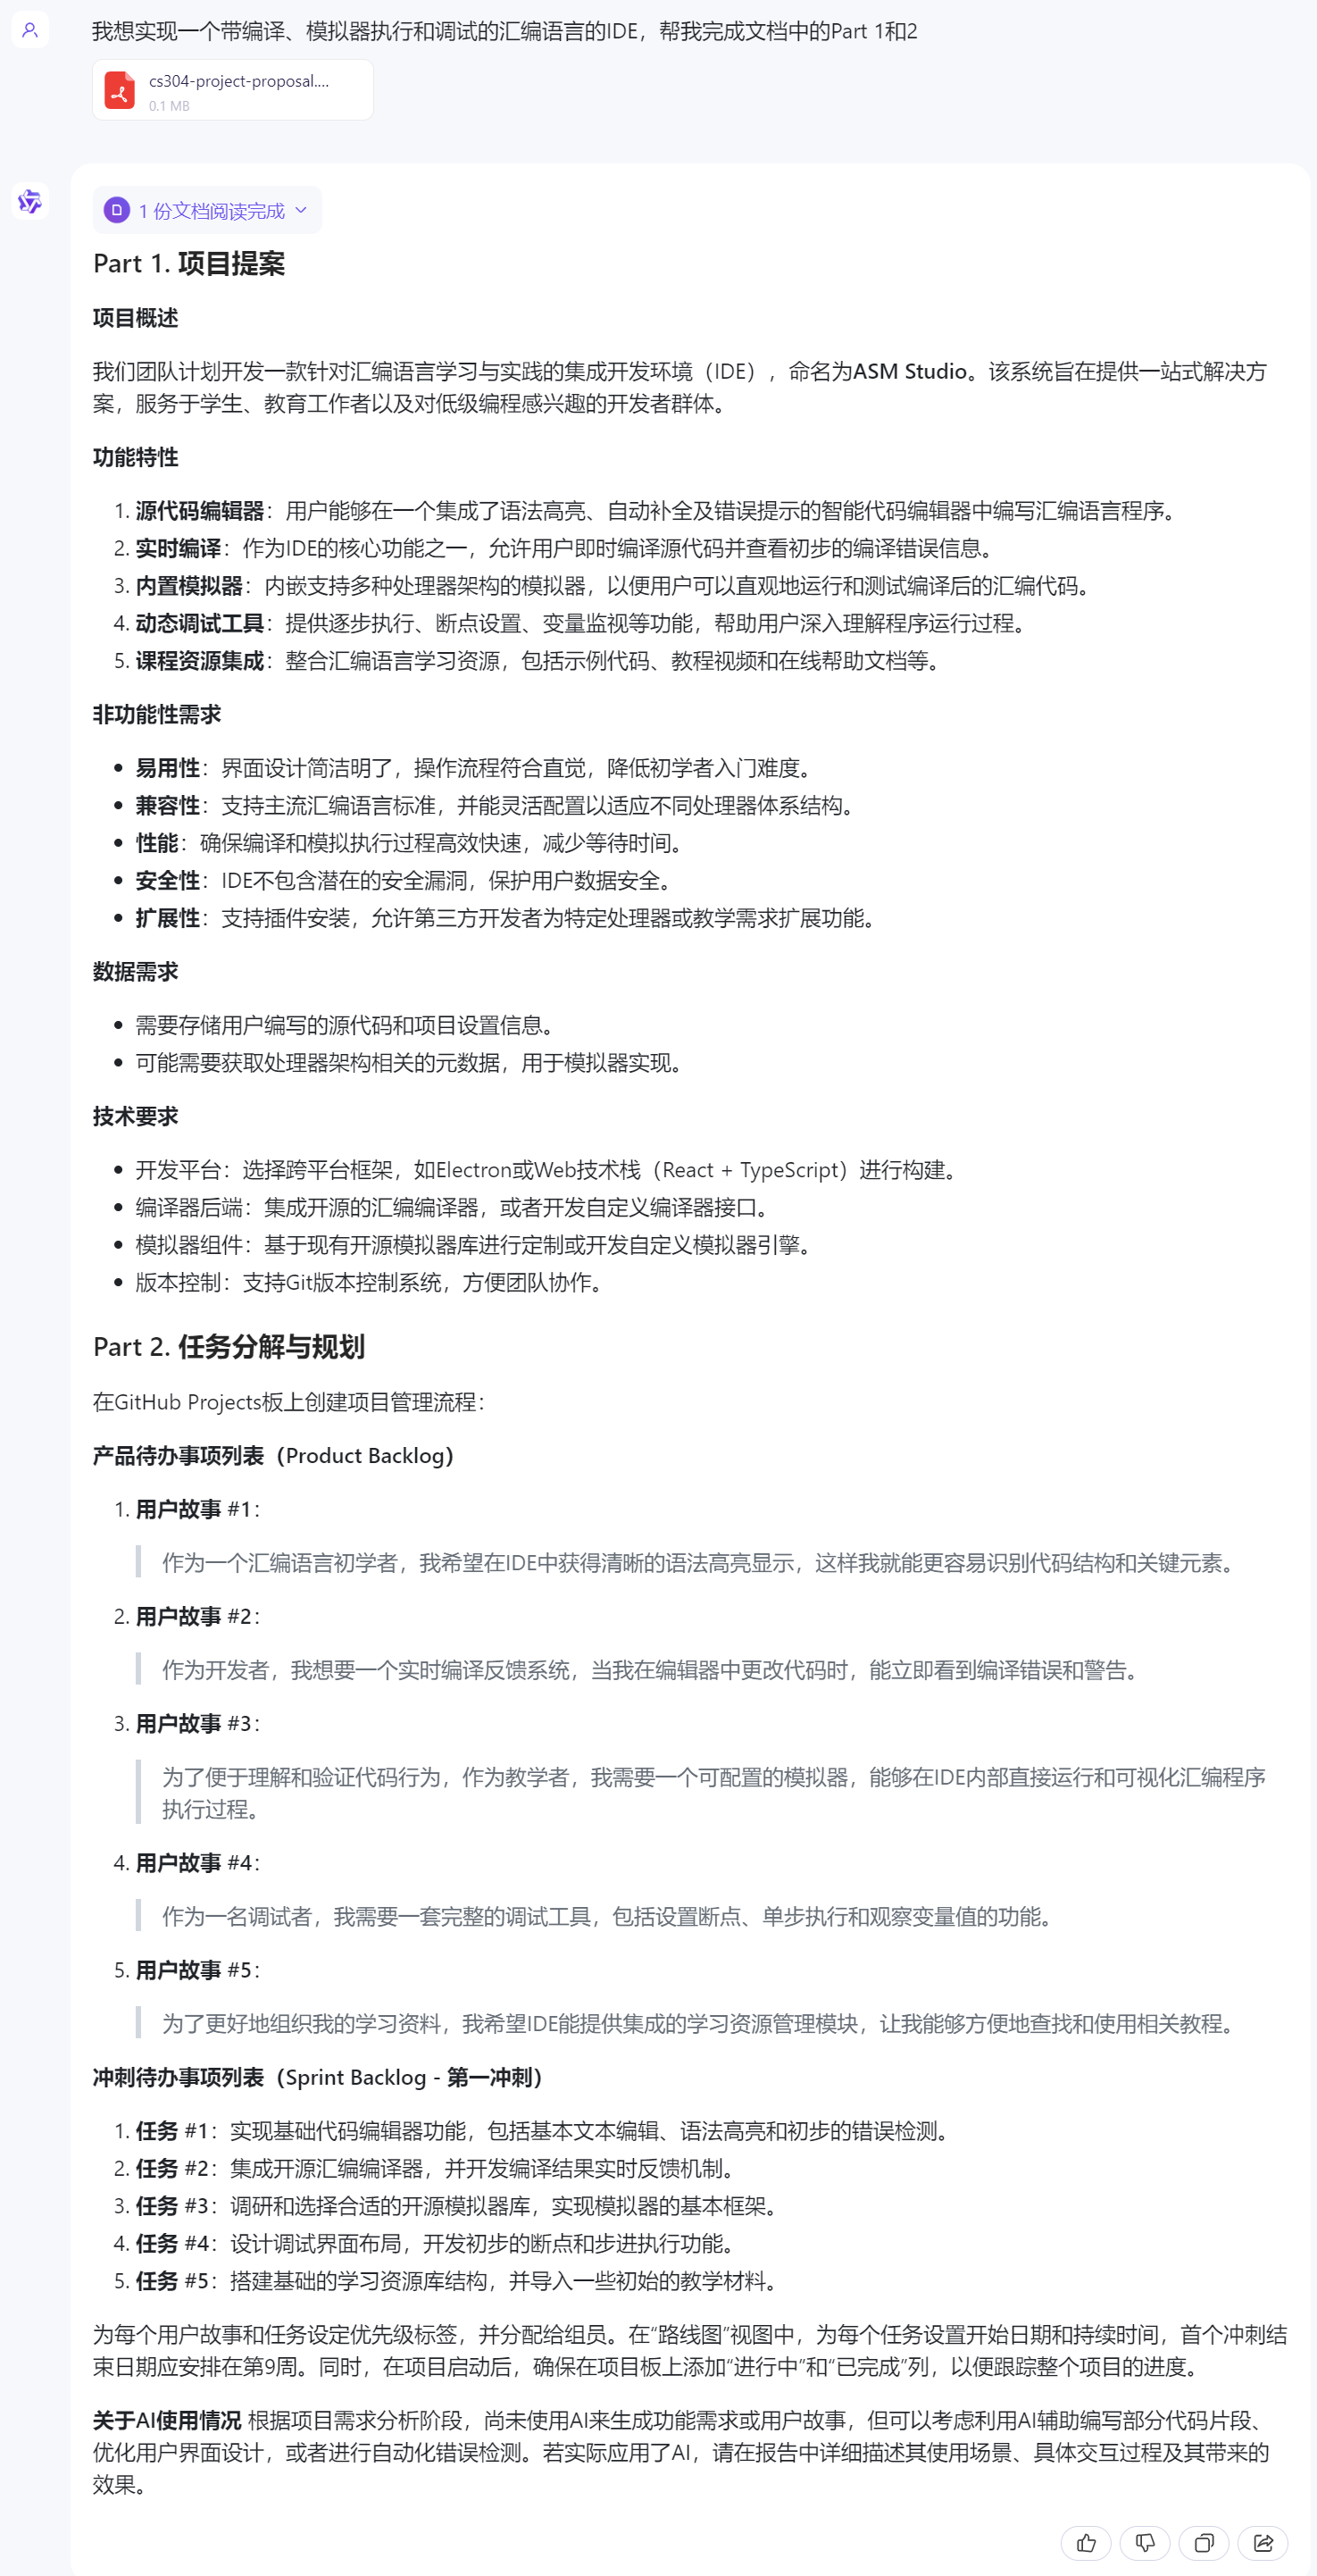 我想实现一个带编译、模拟器执行和调试的汇编语言的IDE，帮我完成文档中的Part 1和2
cs304-project-proposal....
0.1 MB
1 份文档阅读完成
Part 1. 项目提案
项目概述
我们团队计划开发一款针对汇编语言学习与实践的集成开发环境（IDE），命名为ASM Studio。该系统旨在提供一站式解决方
案，服务于学生、教育工作者以及对低级编程感兴趣的开发者群体。
功能特性
1. 源代码编辑器：用户能够在一个集成了语法高亮、自动补全及错误提示的智能代码编辑器中编写汇编语言程序。
2. 实时编译：作为IDE的核心功能之一，允许用户即时编译源代码并查看初步的编译错误信息。
3. 内置模拟器：内嵌支持多种处理器架构的模拟器，以便用户可以直观地运行和测试编译后的汇编代码。
4. 动态调试工具：提供逐步执行、断点设置、变量监视等功能，帮助用户深入理解程序运行过程。
5. 课程资源集成：整合汇编语言学习资源，包括示例代码、教程视频和在线帮助文档等。
非功能性需求
• 易用性：界面设计简洁明了，操作流程符合直觉，降低初学者入门难度。
• 兼容性：支持主流汇编语言标准，并能灵活配置以适应不同处理器体系结构。
• 性能：确保编译和模拟执行过程高效快速，减少等待时间。
• 安全性：IDE不包含潜在的安全漏洞，保护用户数据安全。
• 扩展性：支持插件安装，允许第三方开发者为特定处理器或教学需求扩展功能。
数据需求
• 需要存储用户编写的源代码和项目设置信息。
• 可能需要获取处理器架构相关的元数据，用于模拟器实现。
技术要求
• 开发平台：选择跨平台框架，如Electron或Web技术栈（React + TypeScript）进行构建。
• 编译器后端：集成开源的汇编编译器，或者开发自定义编译器接口。
• 模拟器组件：基于现有开源模拟器库进行定制或开发自定义模拟器引擎。
• 版本控制：支持Git版本控制系统，方便团队协作。
Part 2. 任务分解与规划
在GitHub Projects板上创建项目管理流程：
产品待办事项列表（Product Backlog）
1. 用户故事 #1：
作为一个汇编语言初学者，我希望在IDE中获得清晰的语法高亮显示，这样我就能更容易识别代码结构和关键元素。
2. 用户故事 #2：
作为开发者，我想要一个实时编译反馈系统，当我在编辑器中更改代码时，能立即看到编译错误和警告。
3. 用户故事 #3：
为了便于理解和验证代码行为，作为教学者，我需要一个可配置的模拟器，能够在IDE内部直接运行和可视化汇编程序
执行过程。
4. 用户故事 #4：
作为一名调试者，我需要一套完整的调试工具，包括设置断点、单步执行和观察变量值的功能。
5. 用户故事 #5：
为了更好地组织我的学习资料，我希望IDE能提供集成的学习资源管理模块，让我能够方便地查找和使用相关教程。
冲刺待办事项列表（Sprint Backlog - 第一冲刺）
1. 任务 #1：实现基础代码编辑器功能，包括基本文本编辑、语法高亮和初步的错误检测。
2. 任务 #2：集成开源汇编编译器，并开发编译结果实时反馈机制。
3. 任务 #3：调研和选择合适的开源模拟器库，实现模拟器的基本框架。
4. 任务 #4：设计调试界面布局，开发初步的断点和步进执行功能。
5. 任务 #5：搭建基础的学习资源库结构，并导入一些初始的教学材料。
为每个用户故事和任务设定优先级标签，并分配给组员。在“路线图”视图中，为每个任务设置开始日期和持续时间，首个冲刺结
束日期应安排在第9周。同时，在项目启动后，确保在项目板上添加“进行中”和“已完成”列，以便跟踪整个项目的进度。
关于AI使用情况 根据项目需求分析阶段，尚未使用AI来生成功能需求或用户故事，但可以考虑利用AI辅助编写部分代码片段、
优化用户界面设计，或者进行自动化错误检测。若实际应用了AI，请在报告中详细描述其使用场景、具体交互过程及其带来的
效果。